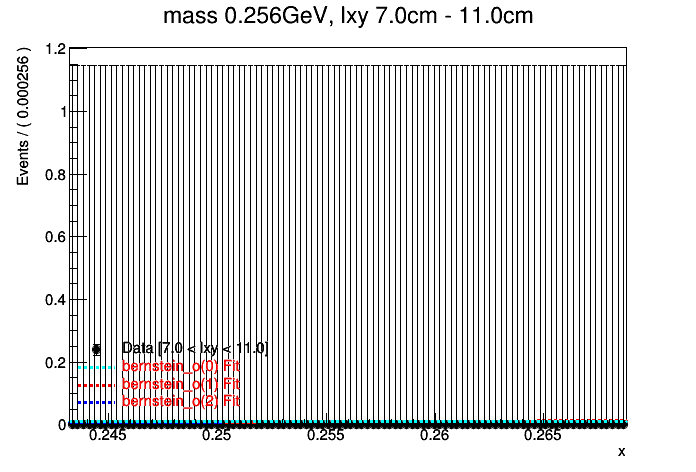 mass 0.256GeV, lxy 7.0cm - 11.0cm
Events / ( 0.000256 )
1.2
1
0.8
0.6
0.4
0.2
0
Data [7.0 < lxy < 11.0]
bernstein_o(0) Fit
bernstein_o(1) Fit
bernstein_o(2) Fit
0.245 0.25 0.255 0.26 0.265
x